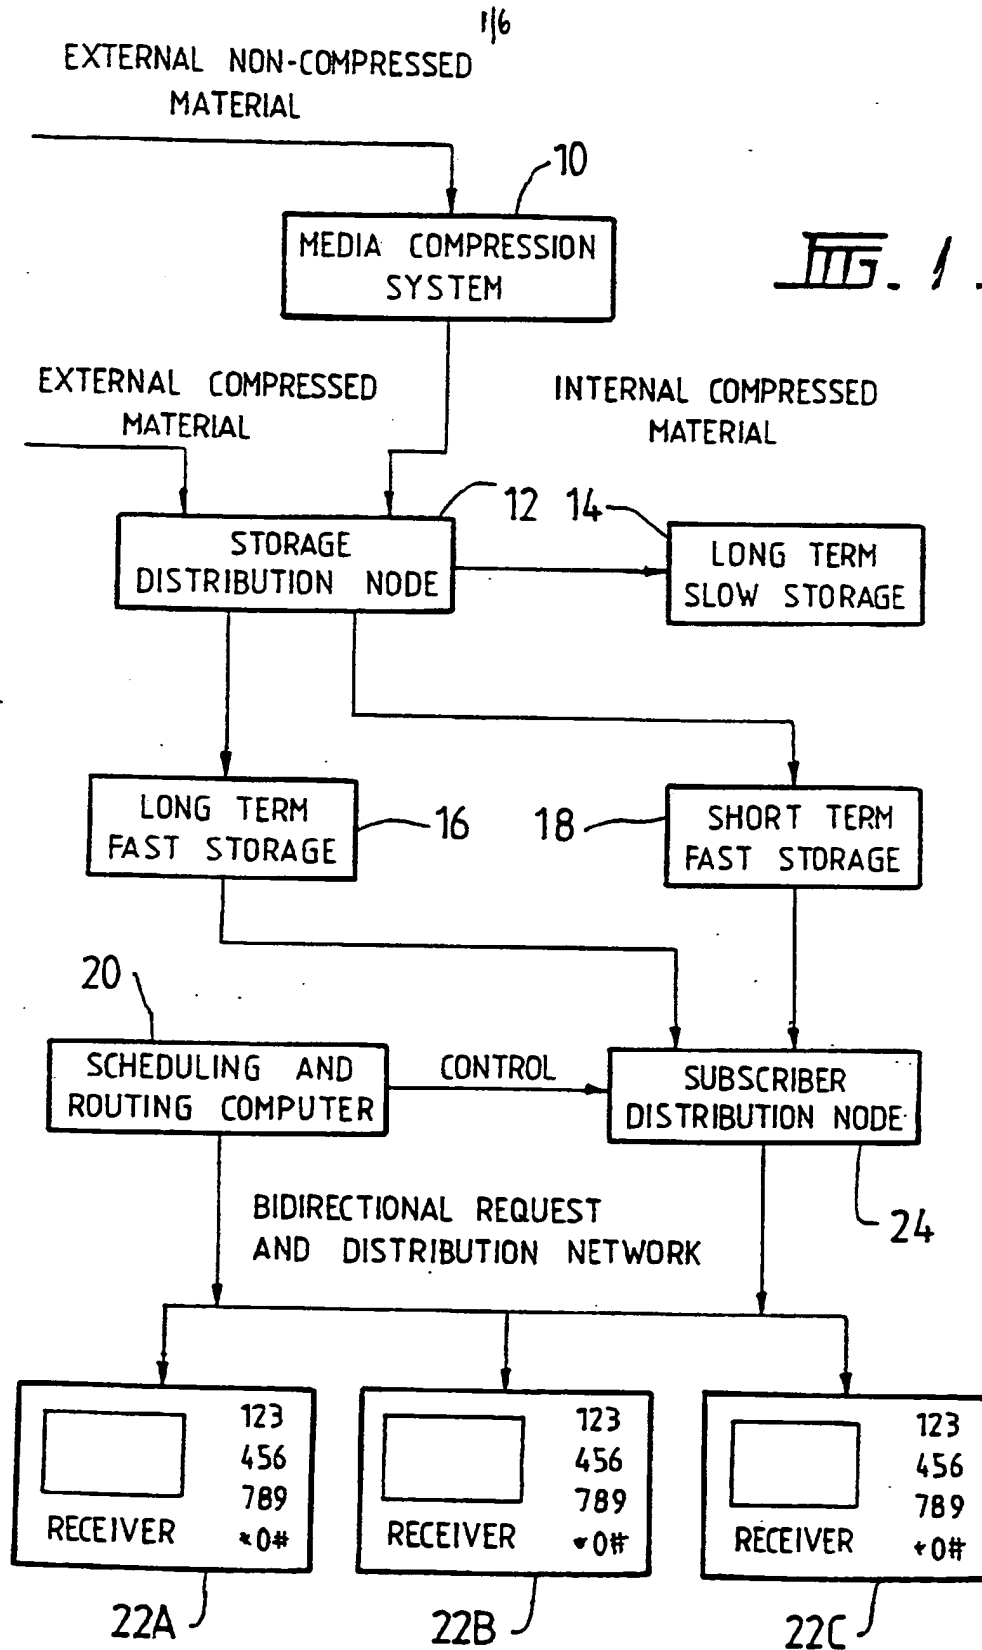 1/6
EXTERNAL NON-COMPRESSED
MATERIAL
10
MEDIA COMPRESSION
SYSTEM
FIG. 1.
EXTERNAL COMPRESSED
MATERIAL
INTERNAL COMPRESSED
MATERIAL
12
14
STORAGE
DISTRIBUTION NODE
LONG TERM
SLOW STORAGE
LONG TERM
FAST STORAGE
16
18
SHORT TERM
FAST STORAGE
20
SCHEDULING AND
ROUTING COMPUTER
CONTROL
SUBSCRIBER
DISTRIBUTION NODE
24
BIDIRECTIONAL REQUEST
AND DISTRIBUTION NETWORK
123
456
789
*0#
RECEIVER
22A
123
456
789
*0#
RECEIVER
22B
123
456
789
*0#
RECEIVER
22C